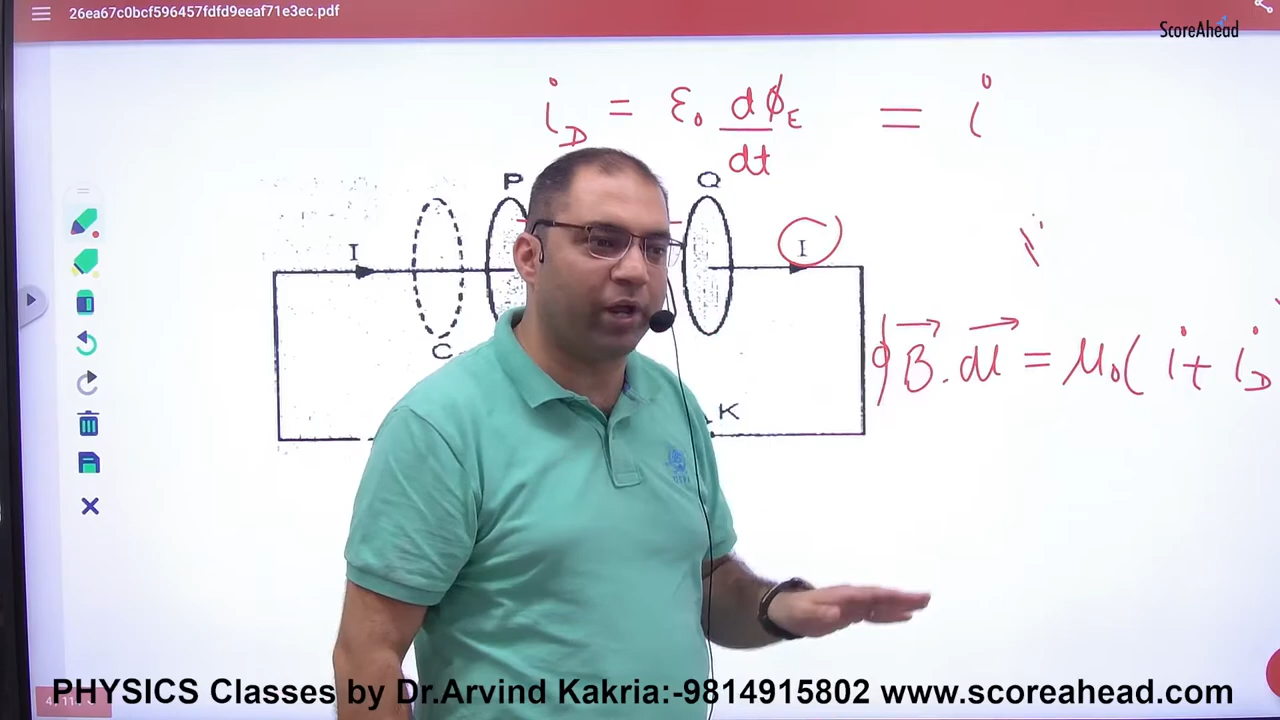 26ea67c0bcf596457fdfd9eeaf71e3ec.pdf
ScoreAhead
i_D = ε₀ dφ_E/dt = i
P
Q
I
I
C
∮B⃗.dl⃗ = μ₀( i + i_D
K
PHYSICS Classes by Dr.Arvind Kakria:-9814915802 www.scoreahead.com